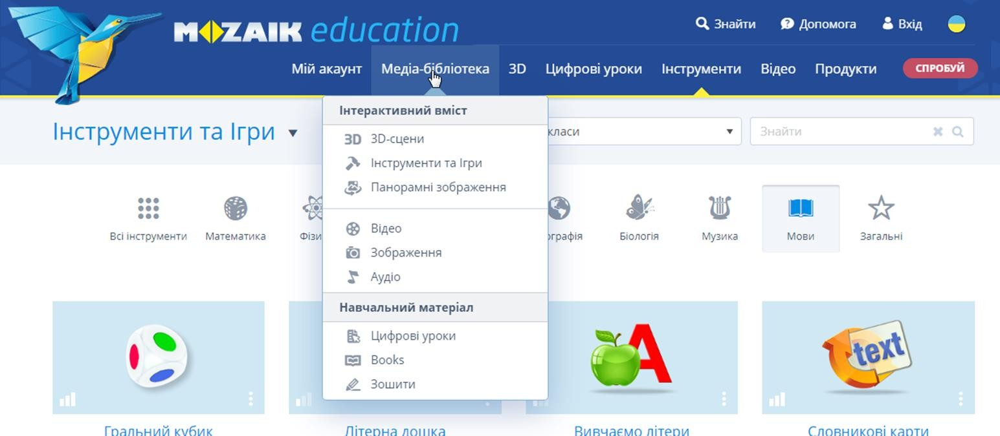 MOZAIK education
Знайти
Допомога
Вхід
Мій акаунт
Медіа-бібліотека
3D
Цифрові уроки
Інструменти
Відео
Продукти
СПРОБУЙ
Інструменти та Ігри
класи
Знайти
Інтерактивний вміст
3D 3D-сцени
Інструменти та Ігри
Панорамні зображення
Відео
Зображення
Аудіо
Навчальний матеріал
Цифрові уроки
Books
Зошити
Всі інструменти
Математика
Фізи
ографія
Біологія
Музика
Мови
Загальні
A
text
Гральний кубик
Літерна дошка
Вивчаємо літери
Словникові карти